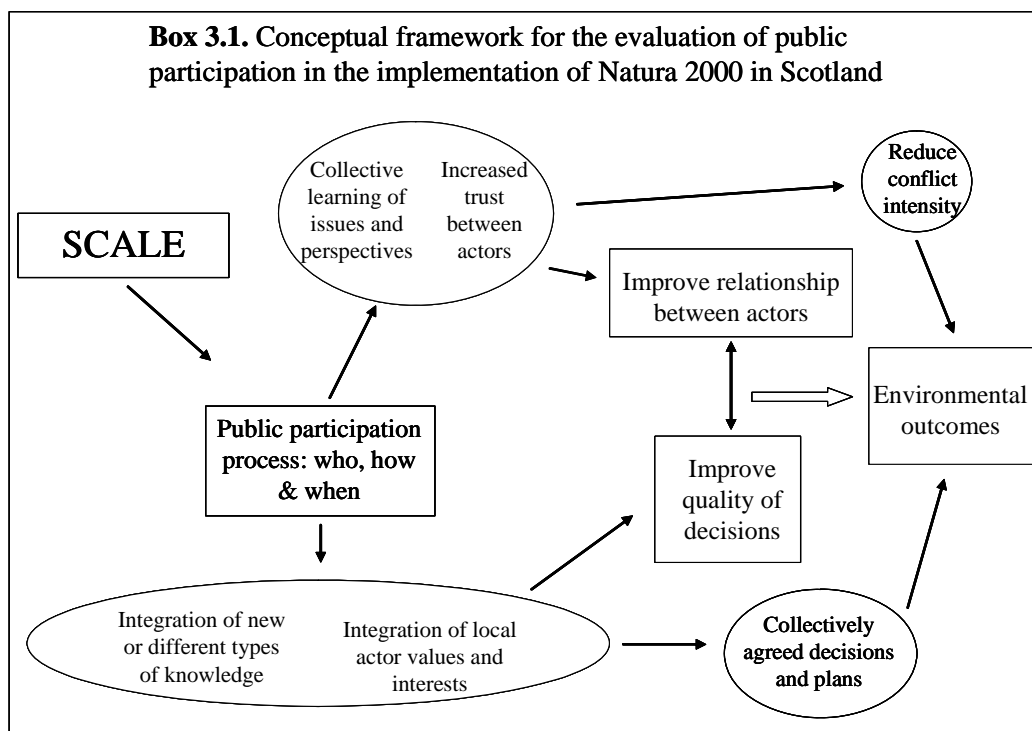 Box 3.1. Conceptual framework for the evaluation of public
participation in the implementation of Natura 2000 in Scotland
SCALE
Collective
learning of
issues and
perspectives
Increased
trust
between
actors
Reduce
conflict
intensity
Improve relationship
between actors
Public participation
process: who, how
& when
Environmental
outcomes
Improve
quality of
decisions
Integration of new
or different types
of knowledge
Integration of local
actor values and
interests
Collectively
agreed decisions
and plans